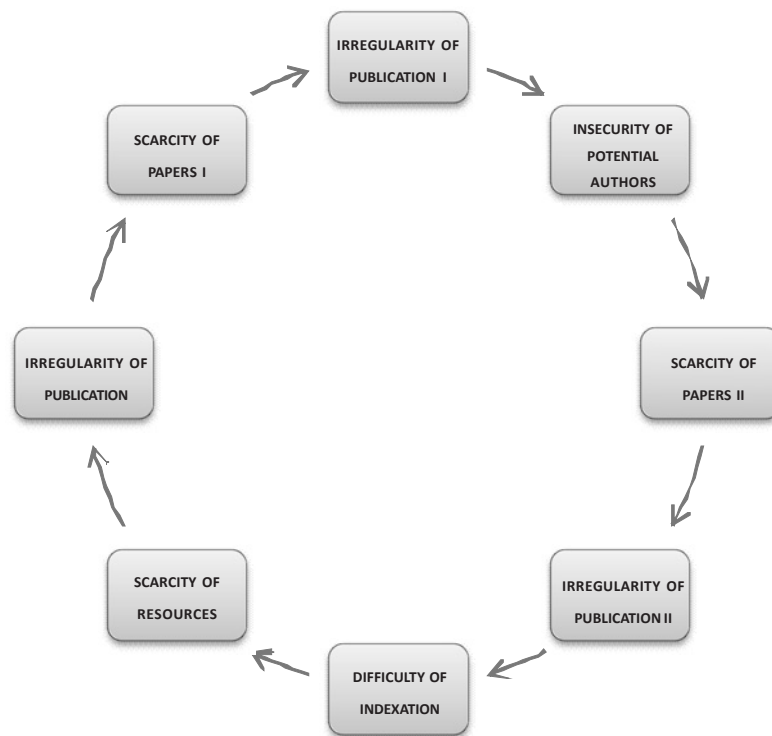 IRREGULARITY OF
PUBLICATION I
INSECURITY OF
POTENTIAL
AUTHORS
SCARCITY OF
PAPERS II
IRREGULARITY OF
PUBLICATION II
DIFFICULTY OF
INDEXATION
SCARCITY OF
RESOURCES
IRREGULARITY OF
PUBLICATION
SCARCITY OF
PAPERS I